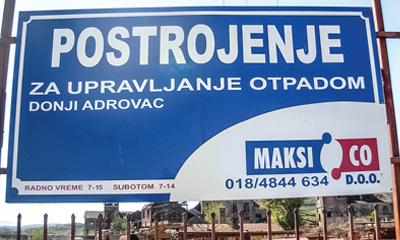 POSTROJENJE
ZA UPRAVLJANJE OTPADOM
DONJI ADROVAC
MAKSI CO
D.O.O.
018/4844 634
RADNO VREME 7-15 SUBOTOM 7-14